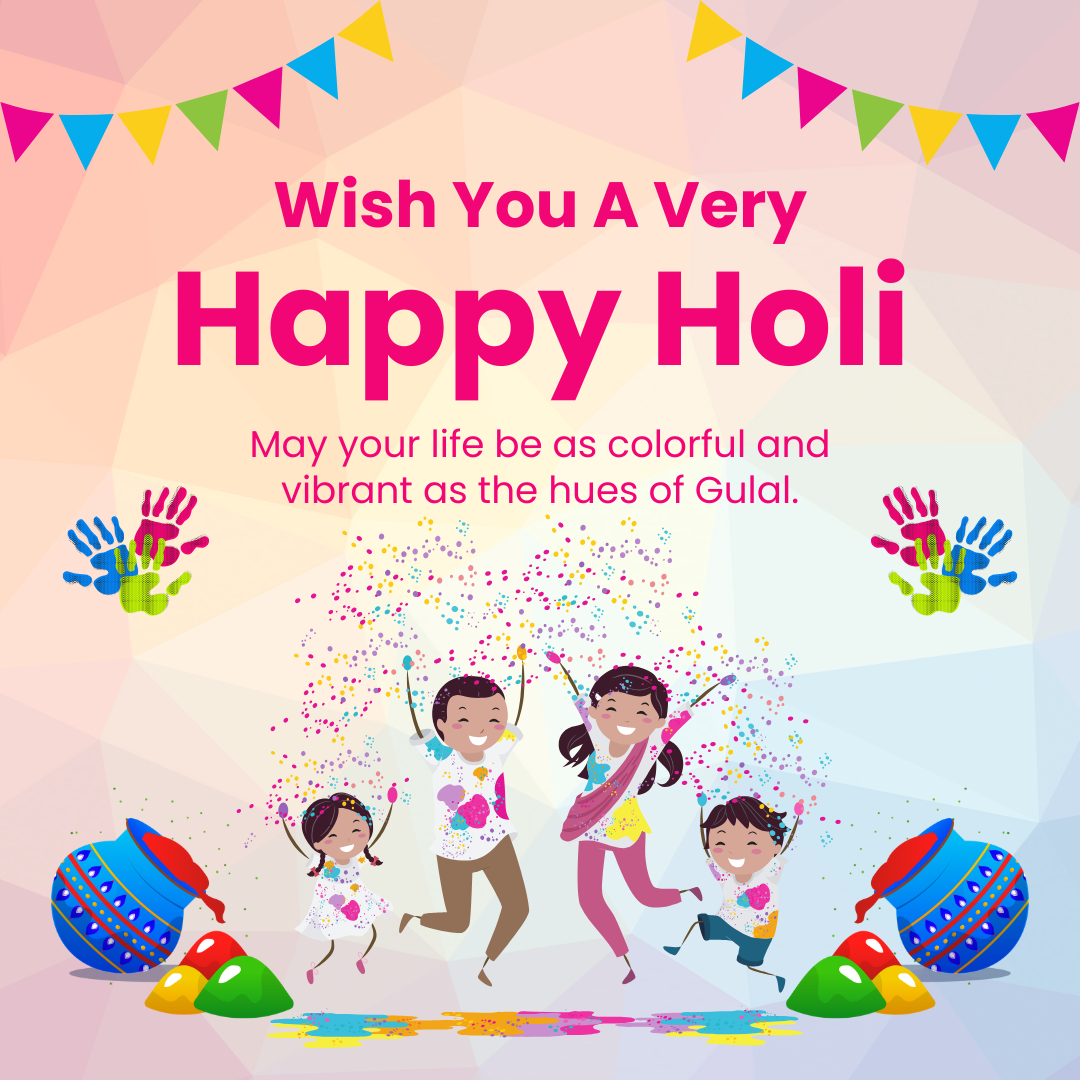 Wish You A Very
Happy Holi
May your life be as colorful and
vibrant as the hues of Gulal.